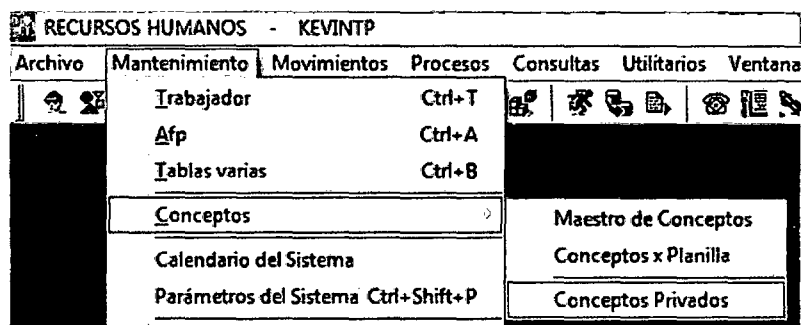 RECURSOS HUMANOS - KEVINTP
Archivo Mantenimiento Movimientos Procesos Consultas Utilitarios Ventana
Trabajador Ctrl+T
Afp Ctrl+A
Tablas varias Ctrl+B
Conceptos
Maestro de Conceptos
Calendario del Sistema
Conceptos x Planilla
Parámetros del Sistema Ctrl+Shift+P
Conceptos Privados